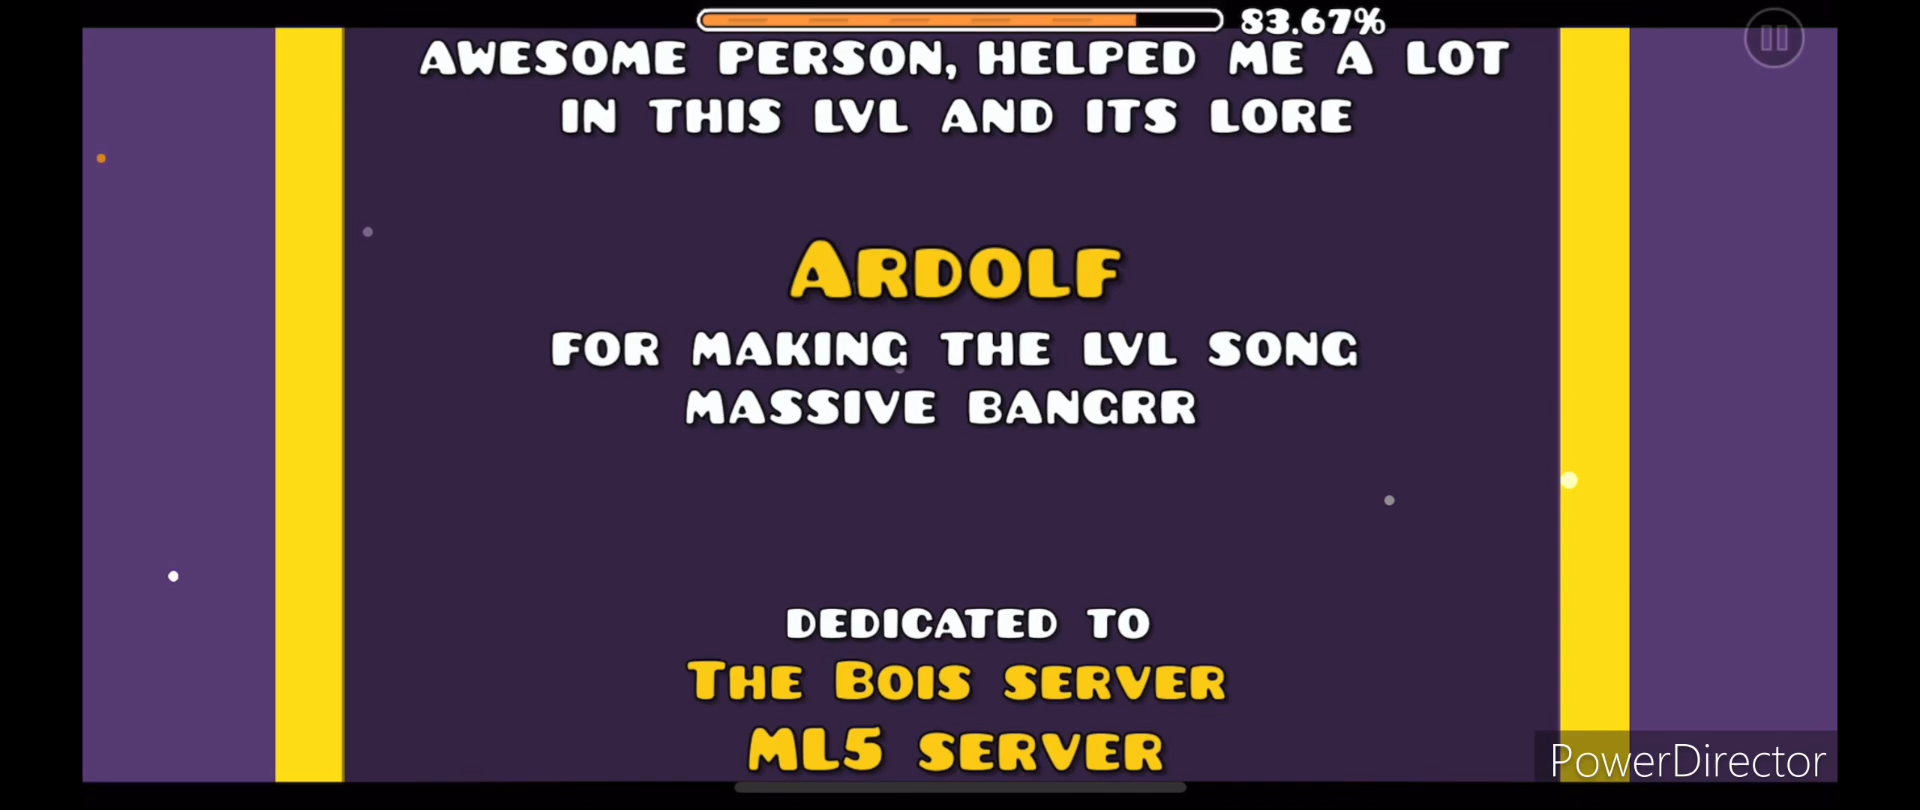 83.67%
AWESOME PERSON, HELPED ME A LOT
IN THIS LVL AND ITS LORE
ARDOLF
FOR MAKING THE LVL SONG
MASSIVE BANGRR
DEDICATED TO
THE BOIS SERVER
ML5 SERVER
PowerDirector